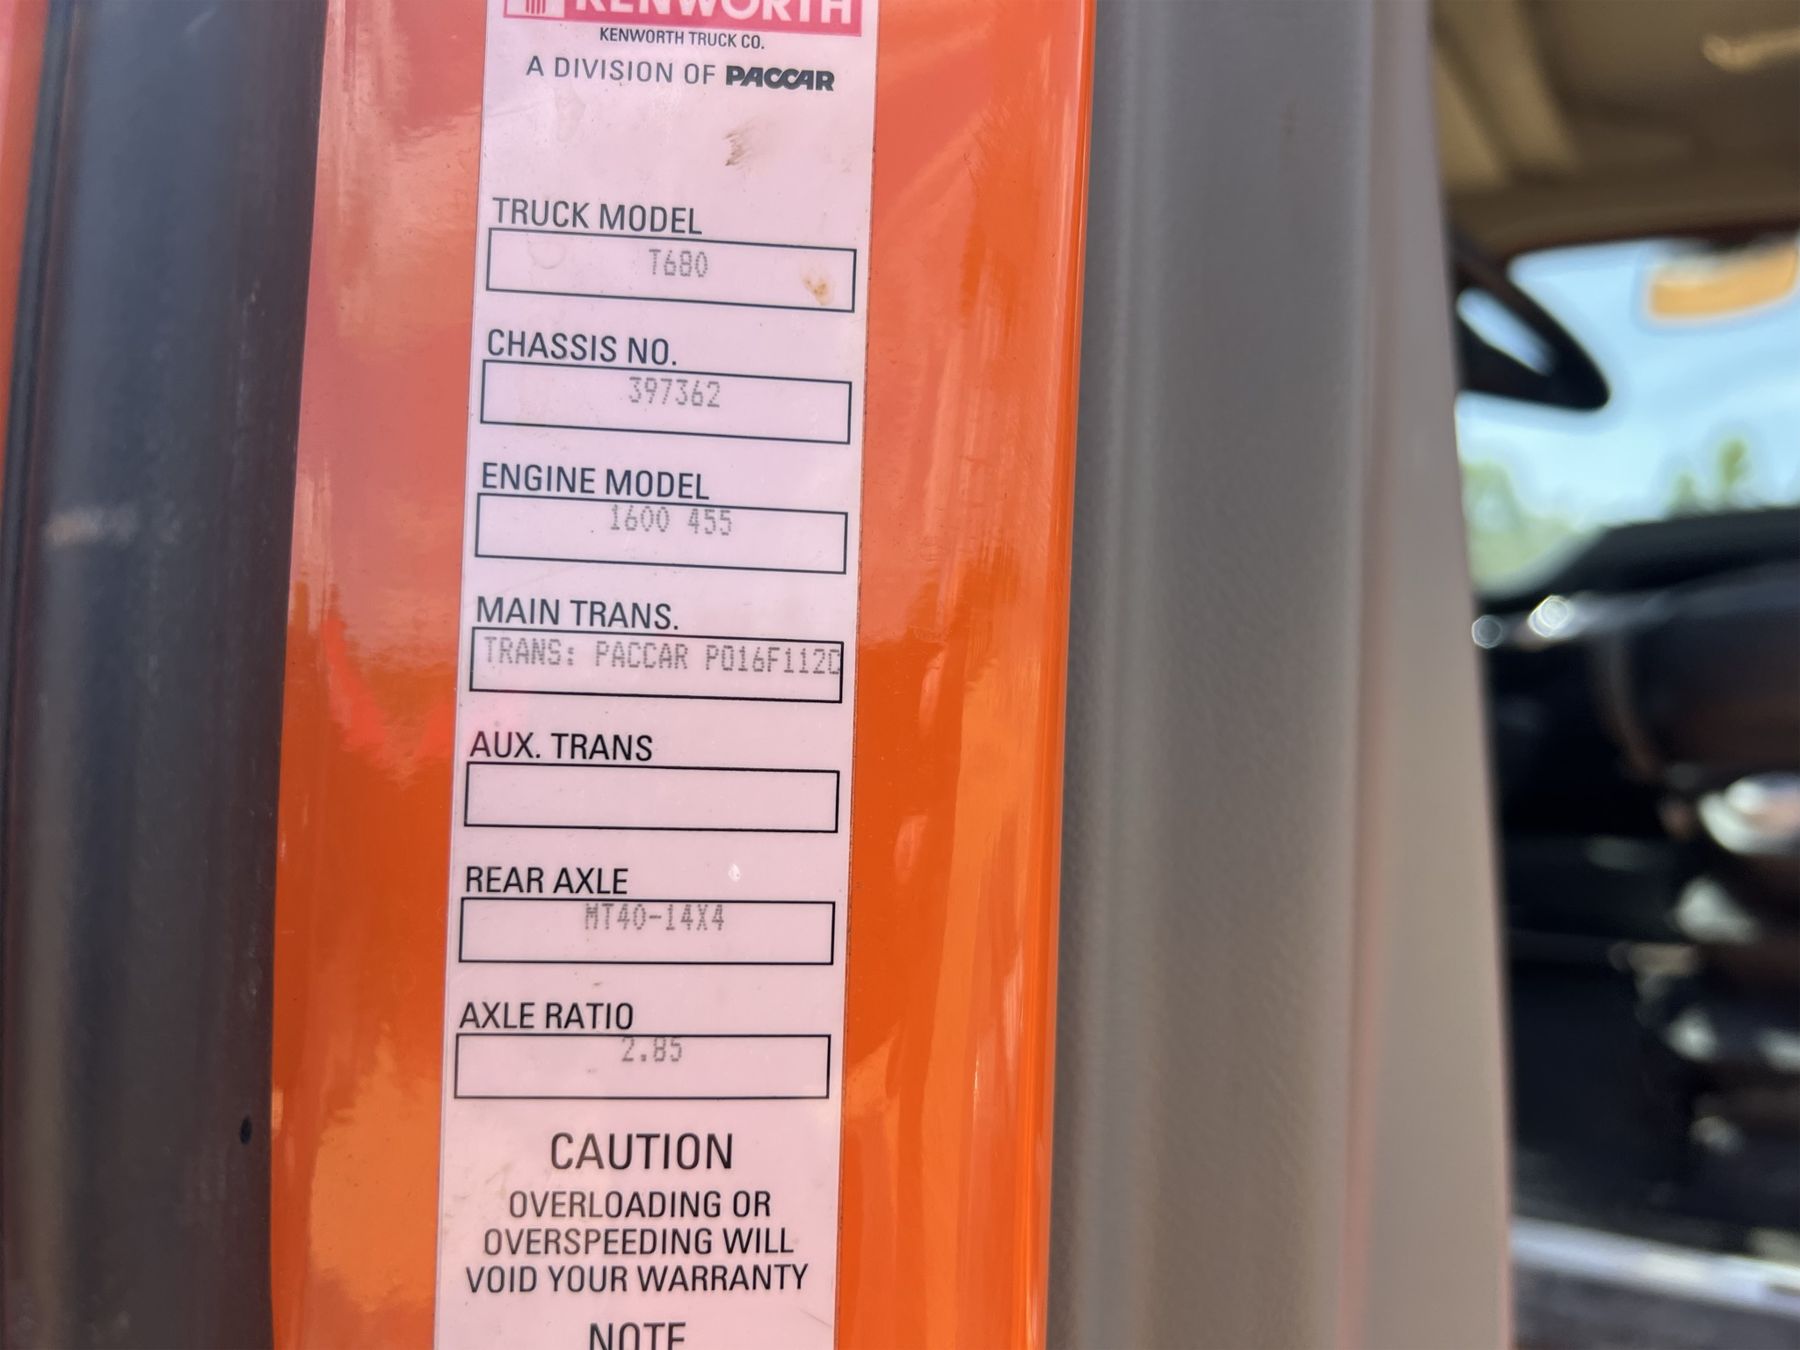 KENWORTH
KENWORTH TRUCK CO.
A DIVISION OF PACCAR
TRUCK MODEL
T680
CHASSIS NO.
397362
ENGINE MODEL
1600 455
MAIN TRANS.
TRANS: PACCAR PO16F112C
AUX. TRANS
REAR AXLE
MT40-14X4
AXLE RATIO
2.85
CAUTION
OVERLOADING OR
OVERSPEEDING WILL
VOID YOUR WARRANTY
NOTE